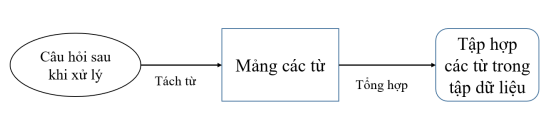 Câu hỏi sau
khi xử lý
Tách từ
Mảng các từ
Tổng hợp
Tập hợp
các từ trong
tập dữ liệu